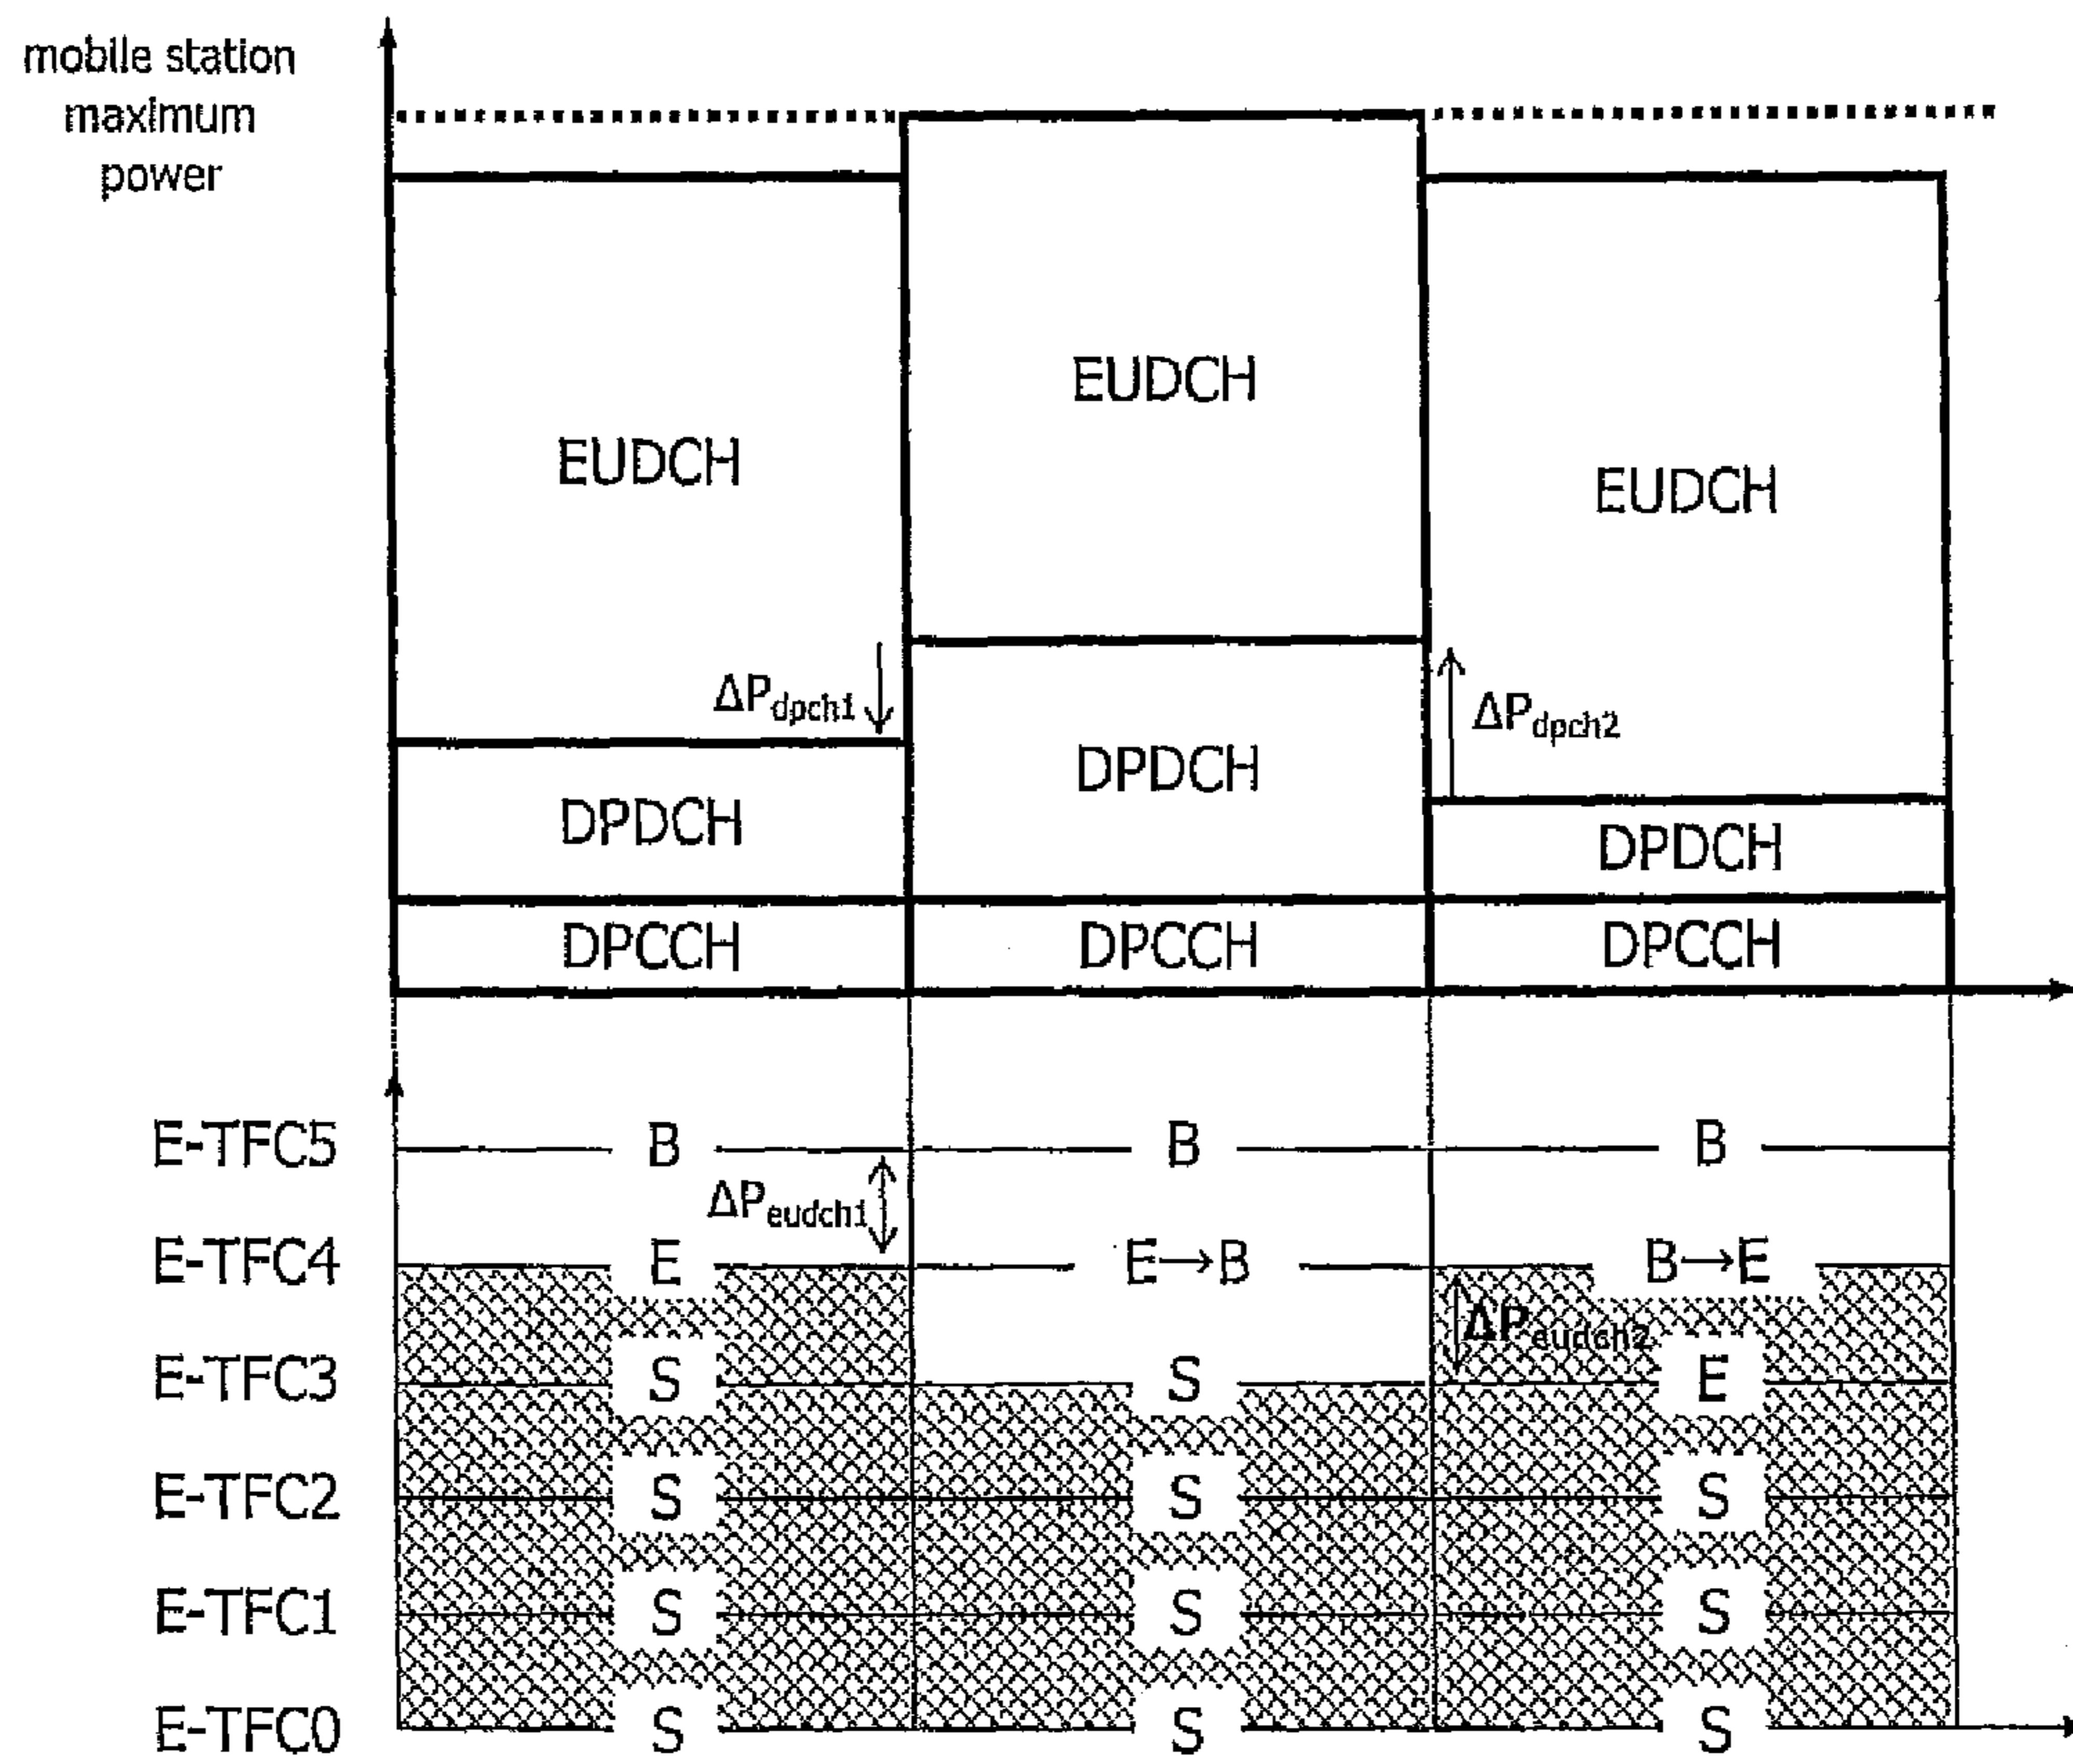 mobile station
maximum
power
EUDCH
EUDCH
EUDCH
ΔPdpch1
ΔPdpch2
DPDCH
DPDCH
DPDCH
DPCCH
DPCCH
DPCCH
E-TFC5 B B B
ΔPeudch1
E-TFC4 E E→B B→E
ΔPeudch2
E-TFC3 S S E
E-TFC2 S S S
E-TFC1 S S S
E-TFC0 S S S